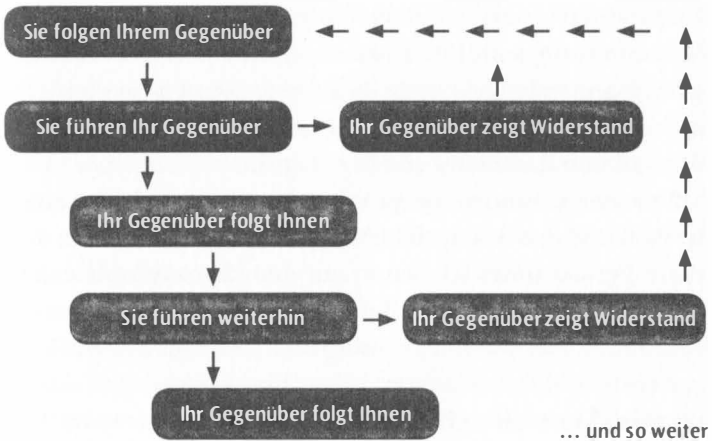 Sie folgen Ihrem Gegenüber
Sie führen Ihr Gegenüber
Ihr Gegenüber zeigt Widerstand
Ihr Gegenüber folgt Ihnen
Sie führen weiterhin
Ihr Gegenüber zeigt Widerstand
Ihr Gegenüber folgt Ihnen
... und so weiter